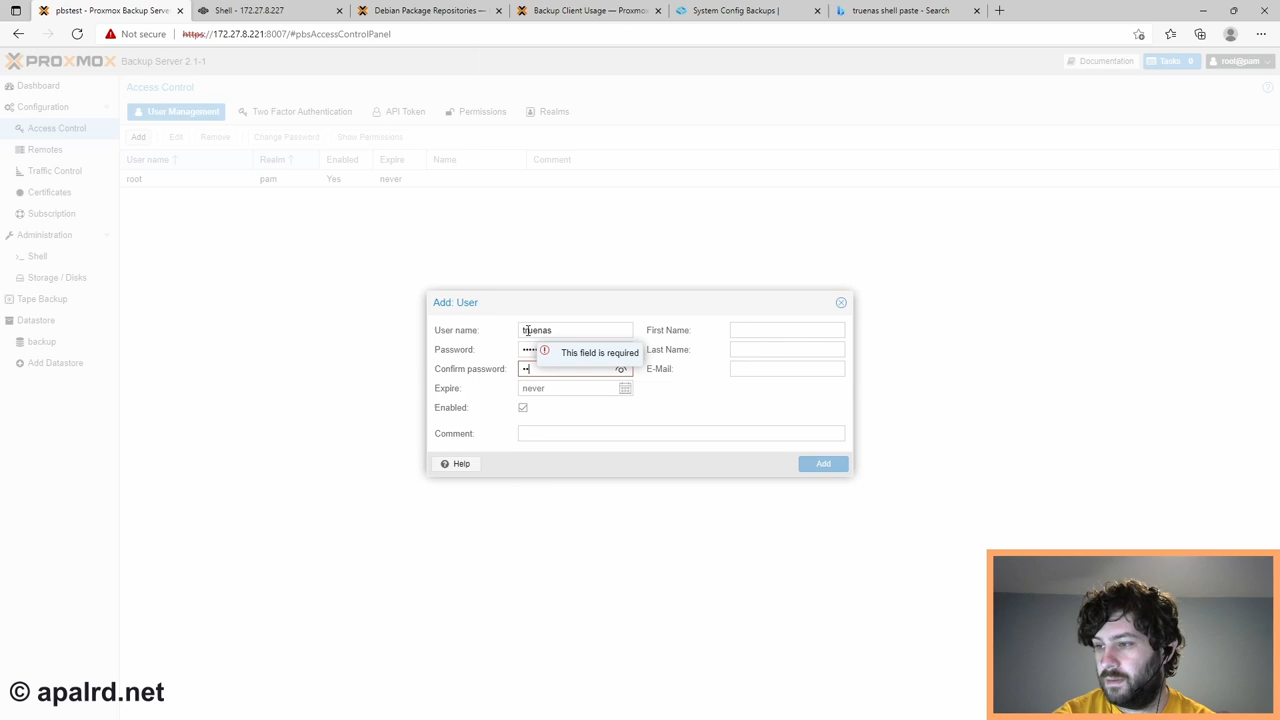 pbstest - Proxmox Backup Serve
Shell - 172.27.8.227
Debian Package Repositories —
Backup Client Usage — Proxmox
System Config Backups |
truenas shell paste - Search
Not secure
https://172.27.8.221:8007/#pbsAccessControlPanel
PROXMOX Backup Server 2.1-1
Documentation
Tasks 0
root@pam
Dashboard
Configuration
Access Control
Remotes
Traffic Control
Certificates
Subscription
Administration
Shell
Storage / Disks
Tape Backup
Datastore
backup
Add Datastore
Access Control
User Management
Two Factor Authentication
API Token
Permissions
Realms
Add
Edit
Remove
Change Password
Show Permissions
User name
Realm
Enabled
Expire
Name
Comment
root
pam
Yes
never
Add: User
User name:
truenas
First Name:
Password:
This field is required
Last Name:
Confirm password:
E-Mail:
Expire:
never
Enabled:
Comment:
Help
Add
© apalrd.net